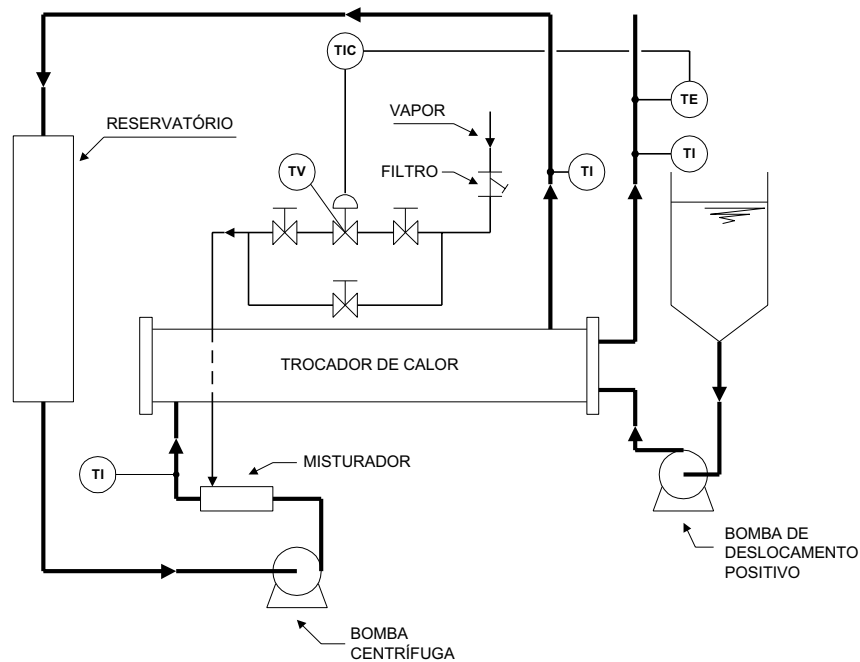 TIC
TE
VAPOR
RESERVATÓRIO
TI
FILTRO
TV
TI
TROCADOR DE CALOR
MISTURADOR
TI
BOMBA DE
DESLOCAMENTO
POSITIVO
BOMBA
CENTRÍFUGA